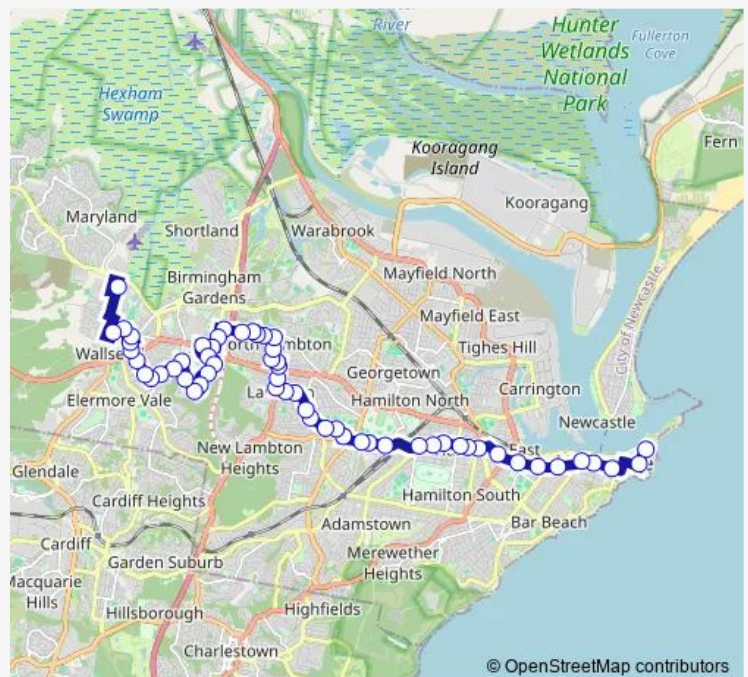 River
Hunter
Wetlands
National
Park
Fullerton
Cove
Hexham
Swamp
Fern
Kooragang
Island
Kooragang
Maryland
Shortland
Warabrook
Mayfield North
Birmingham
Gardens
Mayfield East
City of Newcastle
Tighes Hill
Georgetown
Carrington
Elermore Vale
Hamilton North
Newcastle
New Lambton
Heights
East
Glendale
Hamilton South
Cardiff Heights
Adamstown
Bar Beach
Cardiff
Garden Suburb
Merewether
Heights
Macquarie
Hills
Hillsborough
Highfields
Charlestown
© OpenStreetMap contributors